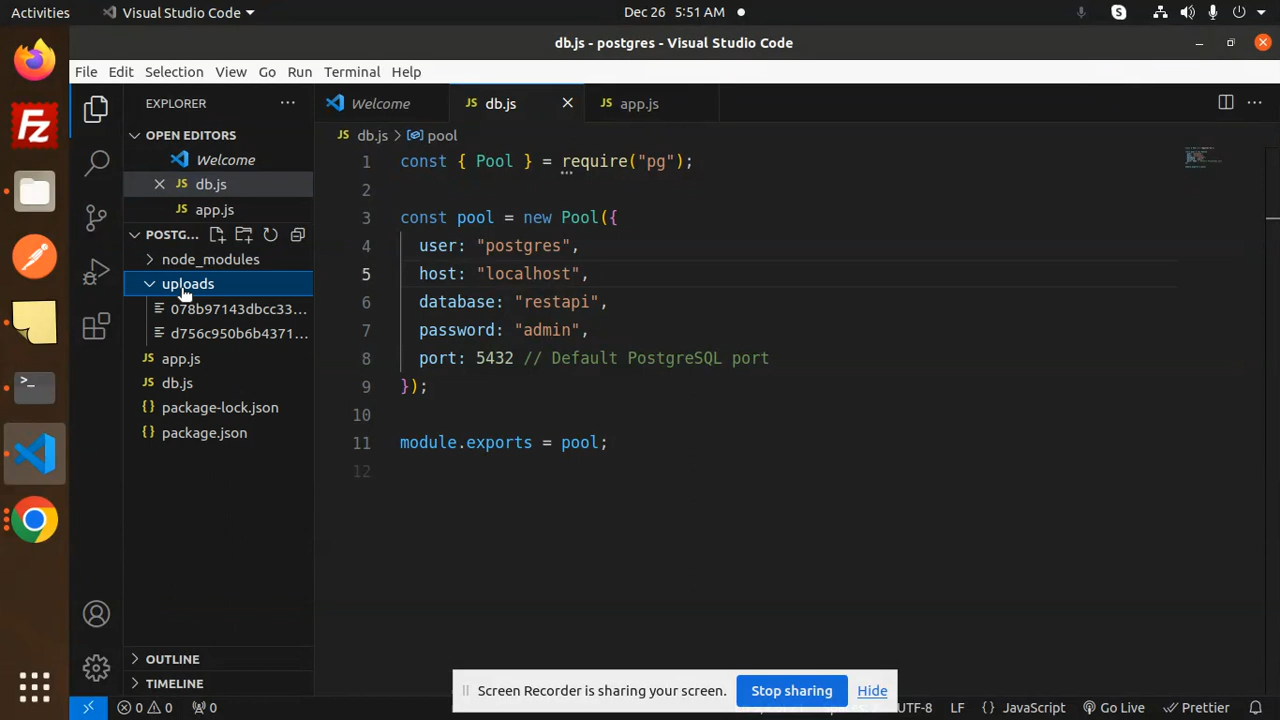 Activities
Visual Studio Code
Dec 26 5:51 AM
db.js - postgres - Visual Studio Code
File Edit Selection View Go Run Terminal Help
EXPLORER
Welcome
JS db.js
JS app.js
OPEN EDITORS
Welcome
JS db.js
JS app.js
POSTG...
node_modules
uploads
078b97143dbcc33...
d756c950b6b4371...
JS app.js
JS db.js
{} package-lock.json
{} package.json
OUTLINE
TIMELINE
JS db.js > pool
1 const { Pool } = require("pg");
2
3 const pool = new Pool({
4 user: "postgres",
5 host: "localhost",
6 database: "restapi",
7 password: "admin",
8 port: 5432 // Default PostgreSQL port
9 });
10
11 module.exports = pool;
12
Screen Recorder is sharing your screen.
Stop sharing
Hide
0 0 0
UTF-8 LF {} JavaScript Go Live Prettier